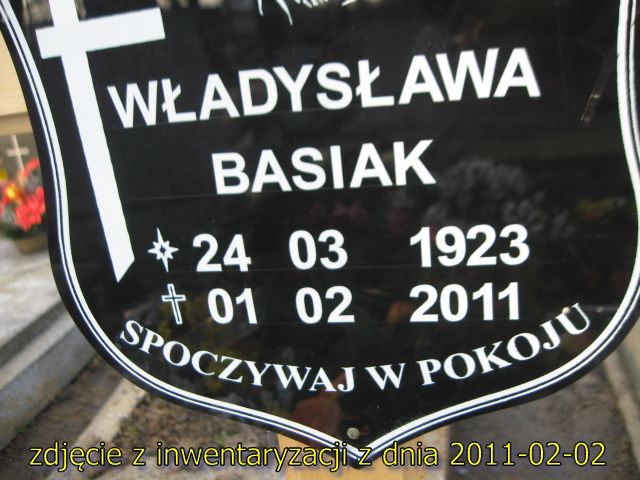 WŁADYSŁAWA
BASIAK
24 03 1923
01 02 2011
SPOCZYWAJ W POKOJU
zdjęcie z inwentaryzacji z dnia 2011-02-02